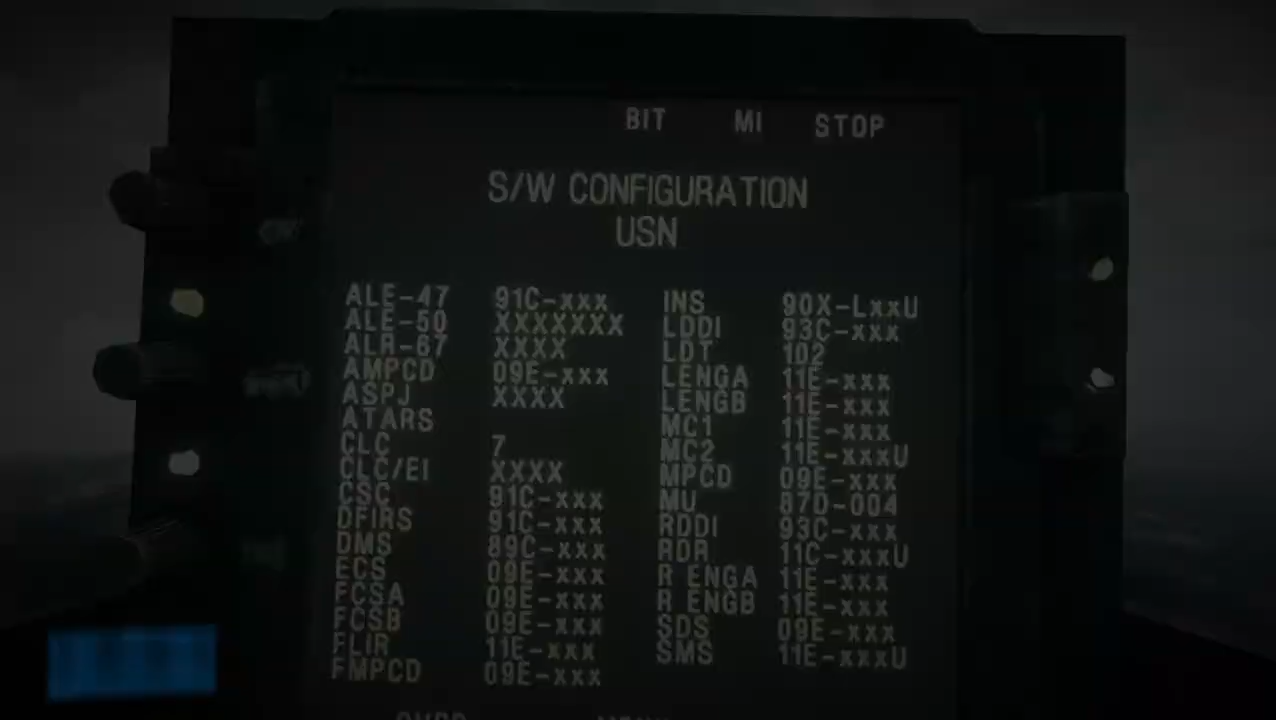 BIT MI STOP
S/W CONFIGURATION
USN
ALE-47 91C-xxx INS 90X-LxxU
ALE-50 XXXXXXX LDDI 93C-xxx
ALR-67 XXXX LDT 102
AMPCD 09E-xxx LENGA 11E-xxx
ASPJ XXXX LENGB 11E-xxx
ATARS MC1 11E-xxx
CLC 7 MC2 11E-xxxU
CLC/EI XXXX MPCD 09E-xxx
CSC 91C-xxx MU 87D-004
DFIRS 91C-xxx RDDI 93C-xxx
DMS 89C-xxx RDR 11C-xxxU
ECS 09E-xxx R ENGA 11E-xxx
FCSA 09E-xxx R ENGB 11E-xxx
FCSB 09E-xxx SDS 09E-xxx
FLIR 11E-xxx SMS 11E-xxxU
FMPCD 09E-xxx